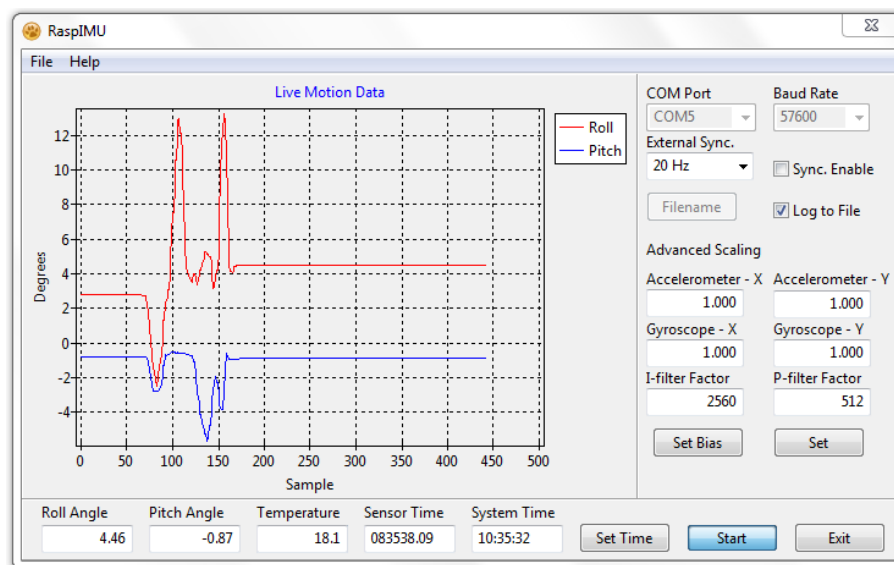 RaspIMU
File Help
Live Motion Data
Roll
Pitch
12
10
8
6
4
2
0
-2
-4
Degrees
0 50 100 150 200 250 300 350 400 450 500
Sample
COM Port Baud Rate
COM5 57600
External Sync.
20 Hz Sync. Enable
Filename Log to File
Advanced Scaling
Accelerometer - X Accelerometer - Y
1.000 1.000
Gyroscope - X Gyroscope - Y
1.000 1.000
I-filter Factor P-filter Factor
2560 512
Set Bias Set
Roll Angle Pitch Angle Temperature Sensor Time System Time
4.46 -0.87 18.1 083538.09 10:35:32 Set Time Start Exit